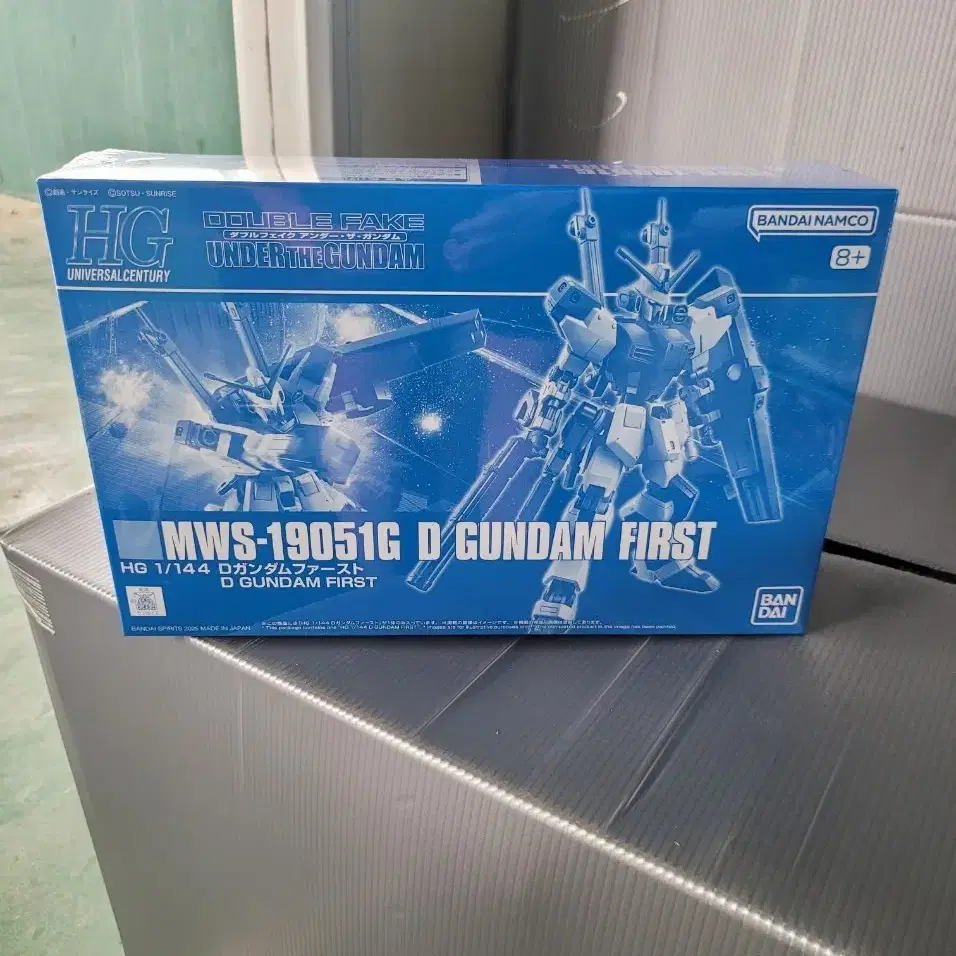 ©創通・サンライズ ©SOTSU・SUNRISE
HG
UNIVERSAL CENTURY
DOUBLE FAKE
ダブルフェイク アンダー・ザ・ガンダム
UNDER THE GUNDAM
BANDAI NAMCO
8+
MWS-19051G D GUNDAM FIRST
HG 1/144 Dガンダムファースト
D GUNDAM FIRST
BANDAI SPIRITS 2025 MADE IN JAPAN
BAN
DAI